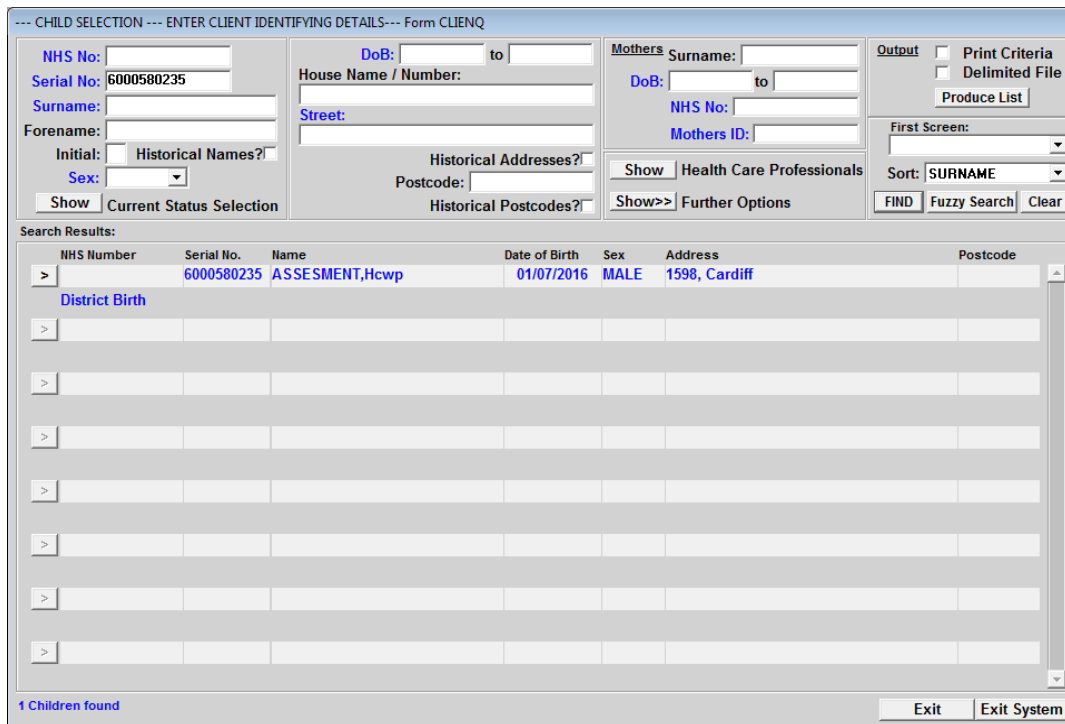 --- CHILD SELECTION --- ENTER CLIENT IDENTIFYING DETAILS--- Form CLIENQ
NHS No:
Serial No: 6000580235
Surname:
Forename:
Initial: Historical Names?
Sex:
Show Current Status Selection
DoB: to
House Name / Number:
Street:
Historical Addresses?
Postcode:
Historical Postcodes?
Mothers Surname:
DoB: to
NHS No:
Mothers ID:
Show Health Care Professionals
Show>> Further Options
Output Print Criteria
Delimited File
Produce List
First Screen:
Sort: SURNAME
FIND Fuzzy Search Clear
Search Results:
NHS Number Serial No. Name Date of Birth Sex Address Postcode
> 6000580235 ASSESMENT,Hcwp 01/07/2016 MALE 1598, Cardiff
District Birth
>
>
>
>
>
>
>
1 Children found
Exit Exit System